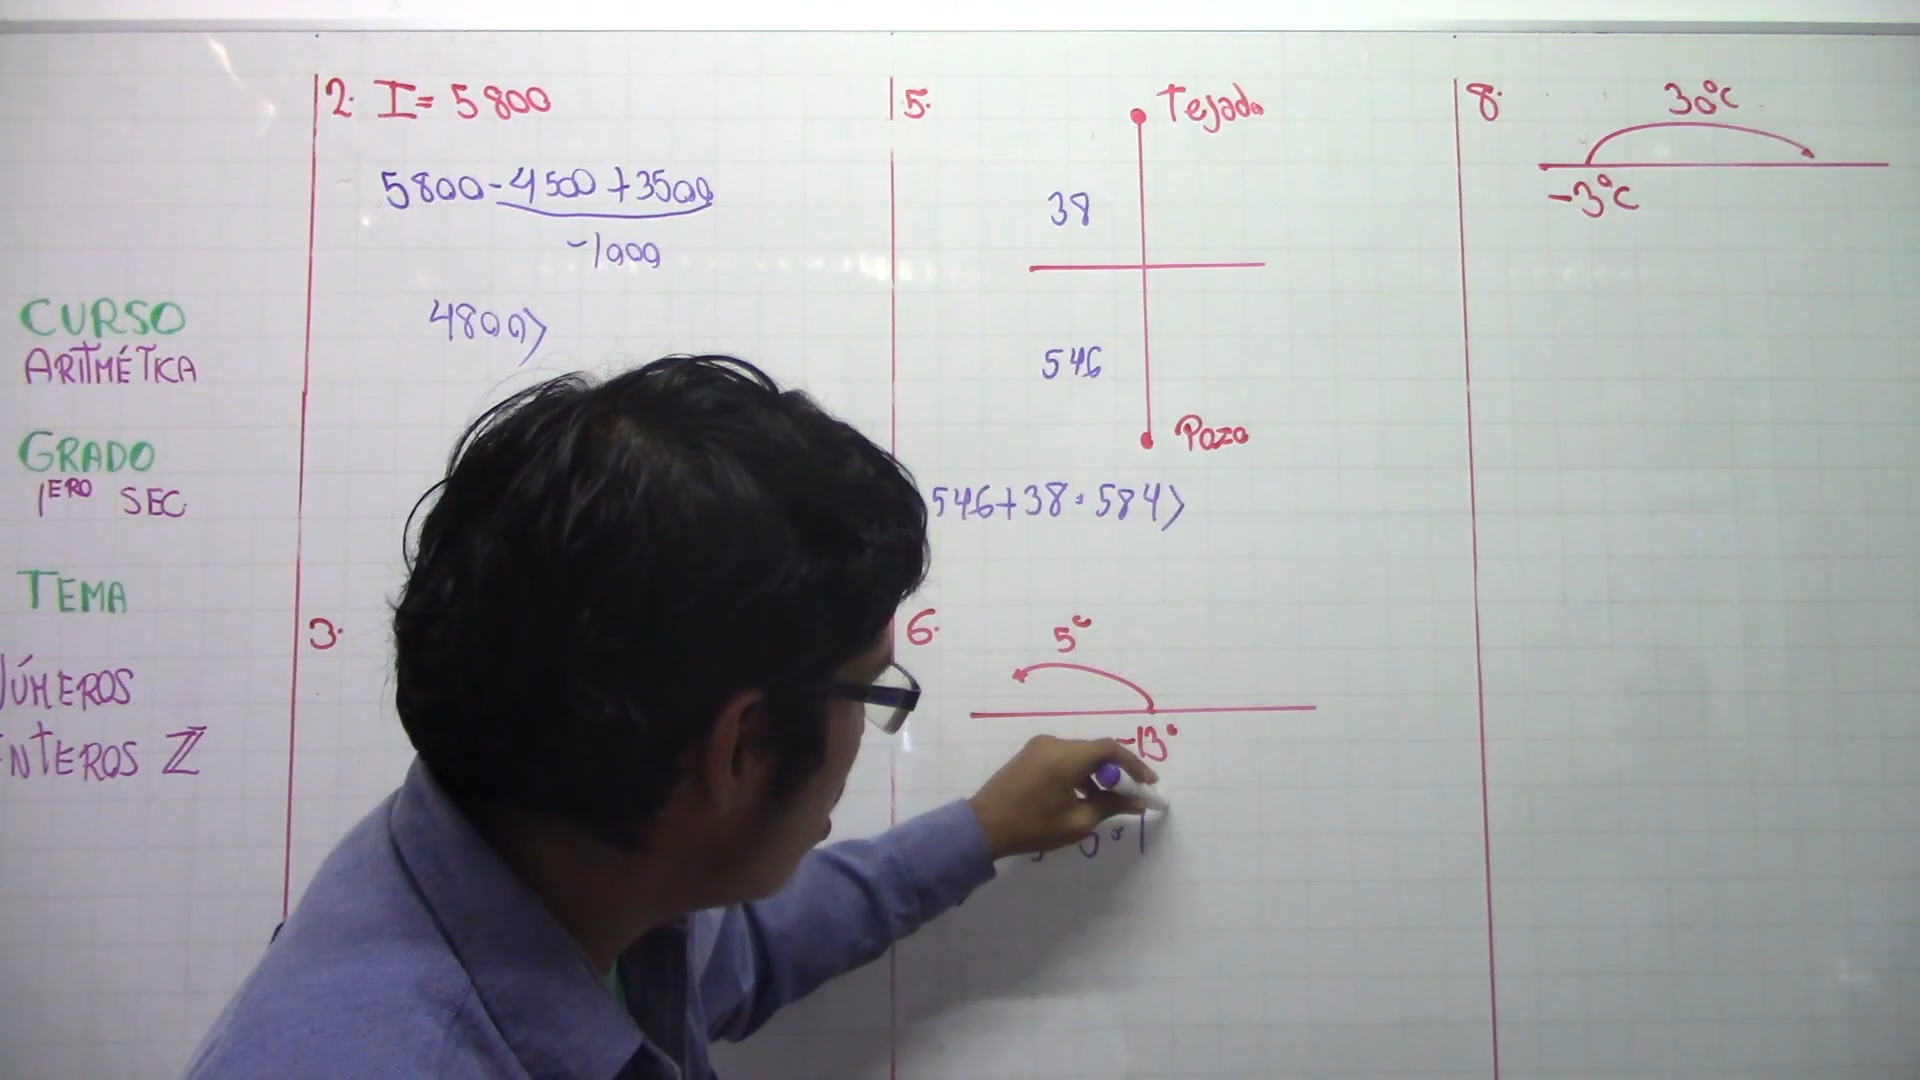 CURSO
ARITMÉTICA
GRADO
1ERO SEC
TEMA
NÚMEROS
ENTEROS ℤ
2. I = 5800
5800 - 4500 + 3500
-1000
4800>
3.
5.
Tejado
38
546
Pozo
546+38=584>
6.
5°
-13°
8.
30°C
-3°C